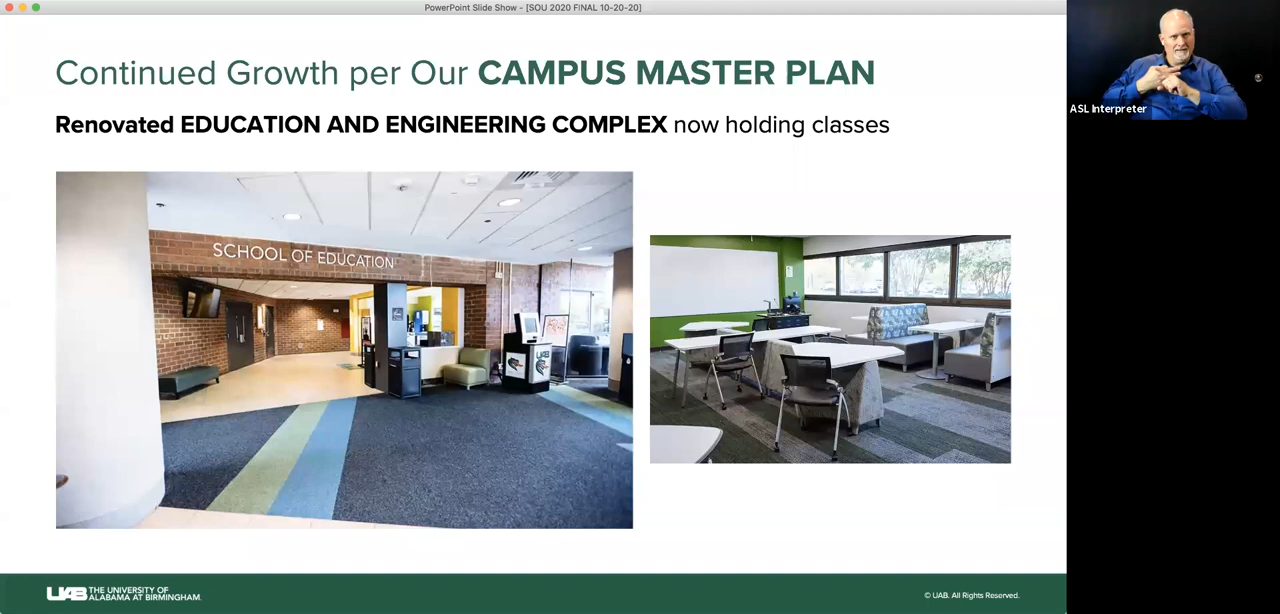 PowerPoint Slide Show - [SOU 2020 FINAL 10-20-20]
Continued Growth per Our CAMPUS MASTER PLAN
ASL Interpreter
Renovated EDUCATION AND ENGINEERING COMPLEX now holding classes
SCHOOL OF EDUCATION
UAB
UAB THE UNIVERSITY OF
ALABAMA AT BIRMINGHAM.
© UAB. All Rights Reserved.